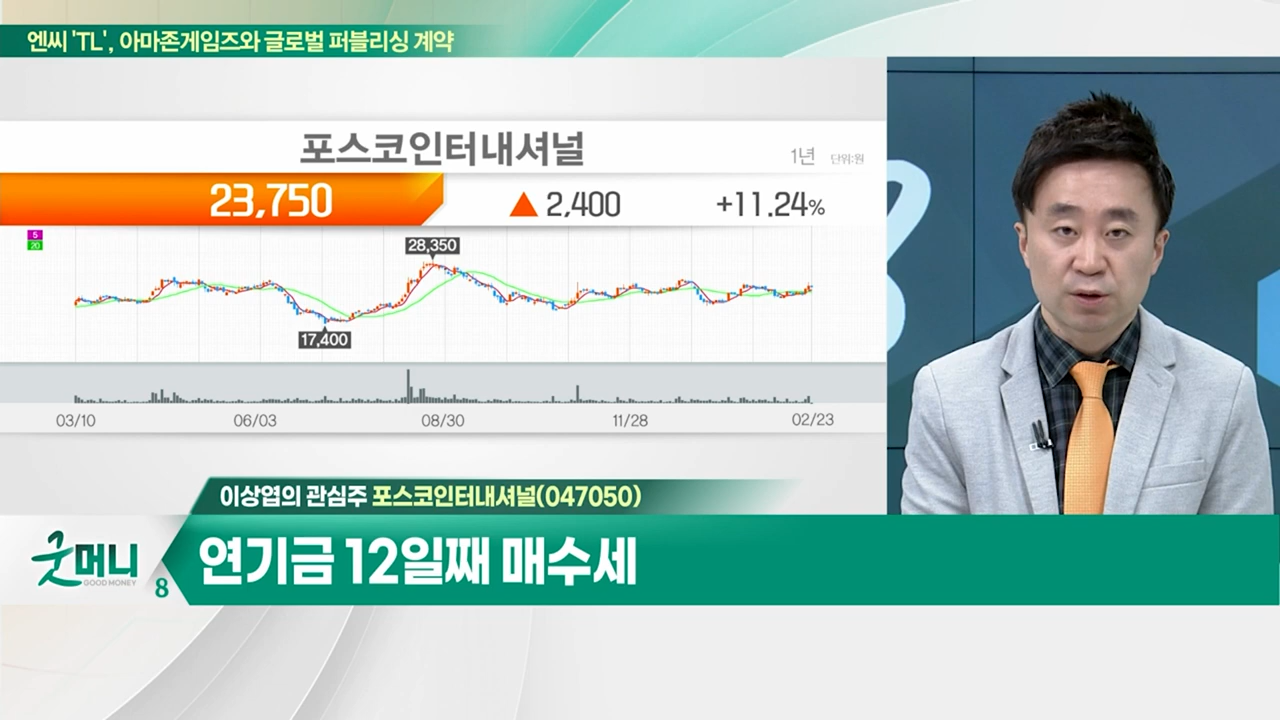 엔씨 'TL', 아마존게임즈와 글로벌 퍼블리싱 계약
포스코인터내셔널
1년 단위:원
23,750 ▲ 2,400 +11.24%
5
20
28,350
17,400
03/10 06/03 08/30 11/28 02/23
이상엽의 관심주 포스코인터내셔널(047050)
굿머니
GOOD MONEY
8
연기금 12일째 매수세